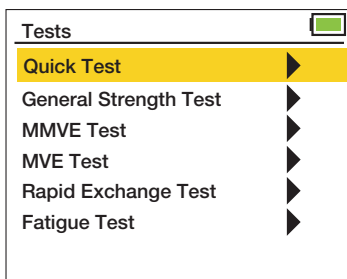 Tests
Quick Test
General Strength Test
MMVE Test
MVE Test
Rapid Exchange Test
Fatigue Test